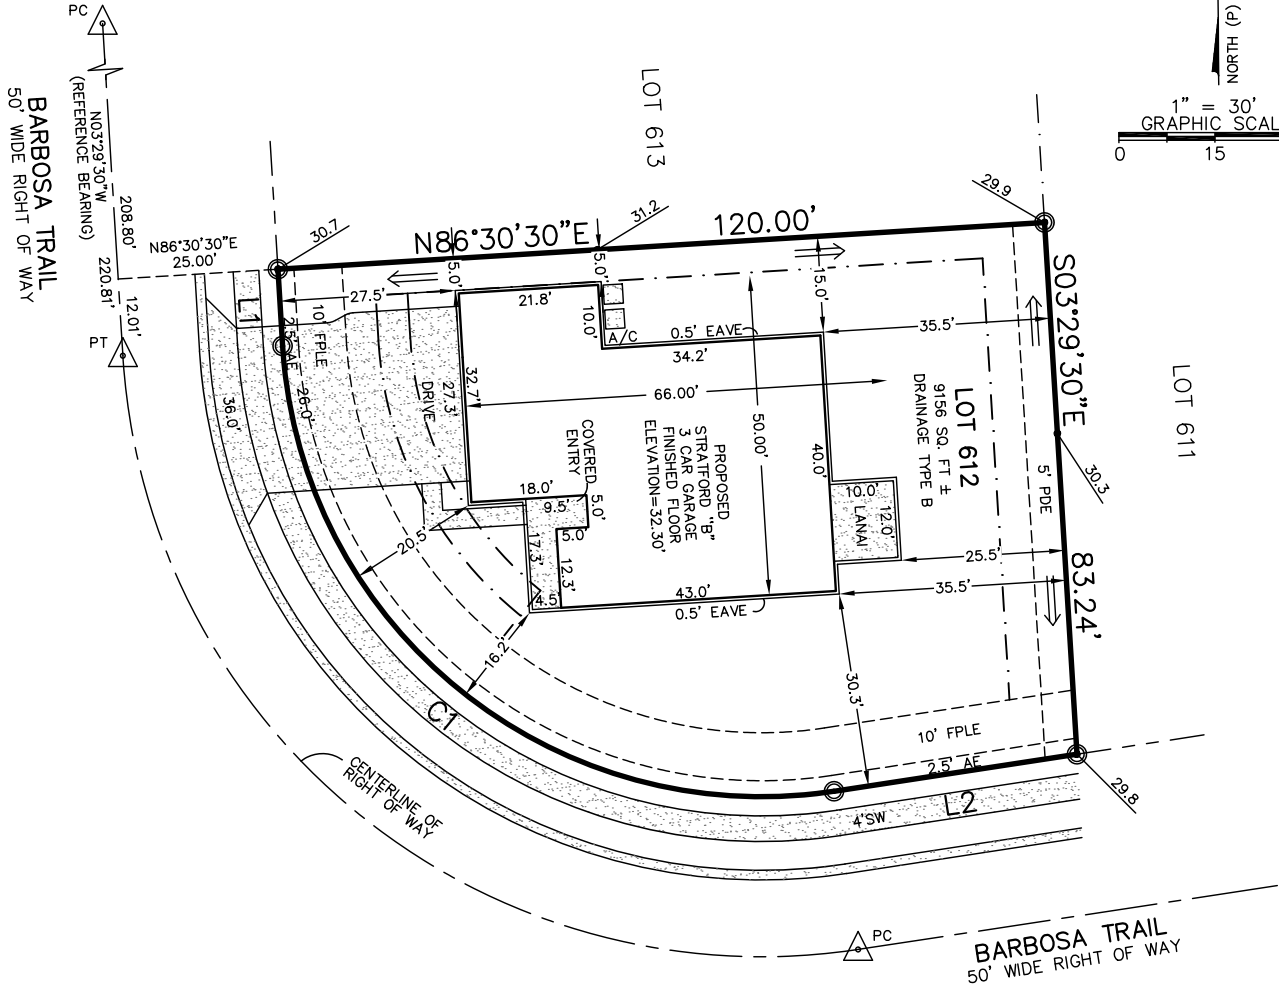 PC
NORTH (P)
1" = 30'
GRAPHIC SCAL
0
15
LOT 613
N03°29'30"W
(REFERENCE BEARING)
BARBOSA TRAIL
50' WIDE RIGHT OF WAY
208.80'
220.81'
12.01'
PT
N86°30'30"E
25.00'
30.7
N86°30'30"E
31.2
120.00'
29.9
L1
5.0'
5.0'
15.0'
27.5'
21.8'
10.0'
A/C
0.5' EAVE
34.2'
35.5'
S03°29'30"E
83.24'
LOT 611
10' FPLE
2.5' AE
26.0'
36.0'
DRIVE
27.3'
32.7'
66.00'
50.00'
40.0'
LOT 612
9156 SQ. FT ±
DRAINAGE TYPE B
5' PDE
30.3
COVERED
ENTRY
PROPOSED
STRATFORD "B"
3 CAR GARAGE
FINISHED FLOOR
ELEVATION=32.30'
18.0'
9.5'
5.0'
5.0'
17.3'
12.3'
4.5'
10.0'
12.0'
LANAI
25.5'
35.5'
43.0'
0.5' EAVE
20.5'
16.2'
30.3'
10' FPLE
2.5' AE
29.8
C1
L2
4'SW
CENTERLINE OF
RIGHT OF WAY
PC
BARBOSA TRAIL
50' WIDE RIGHT OF WAY